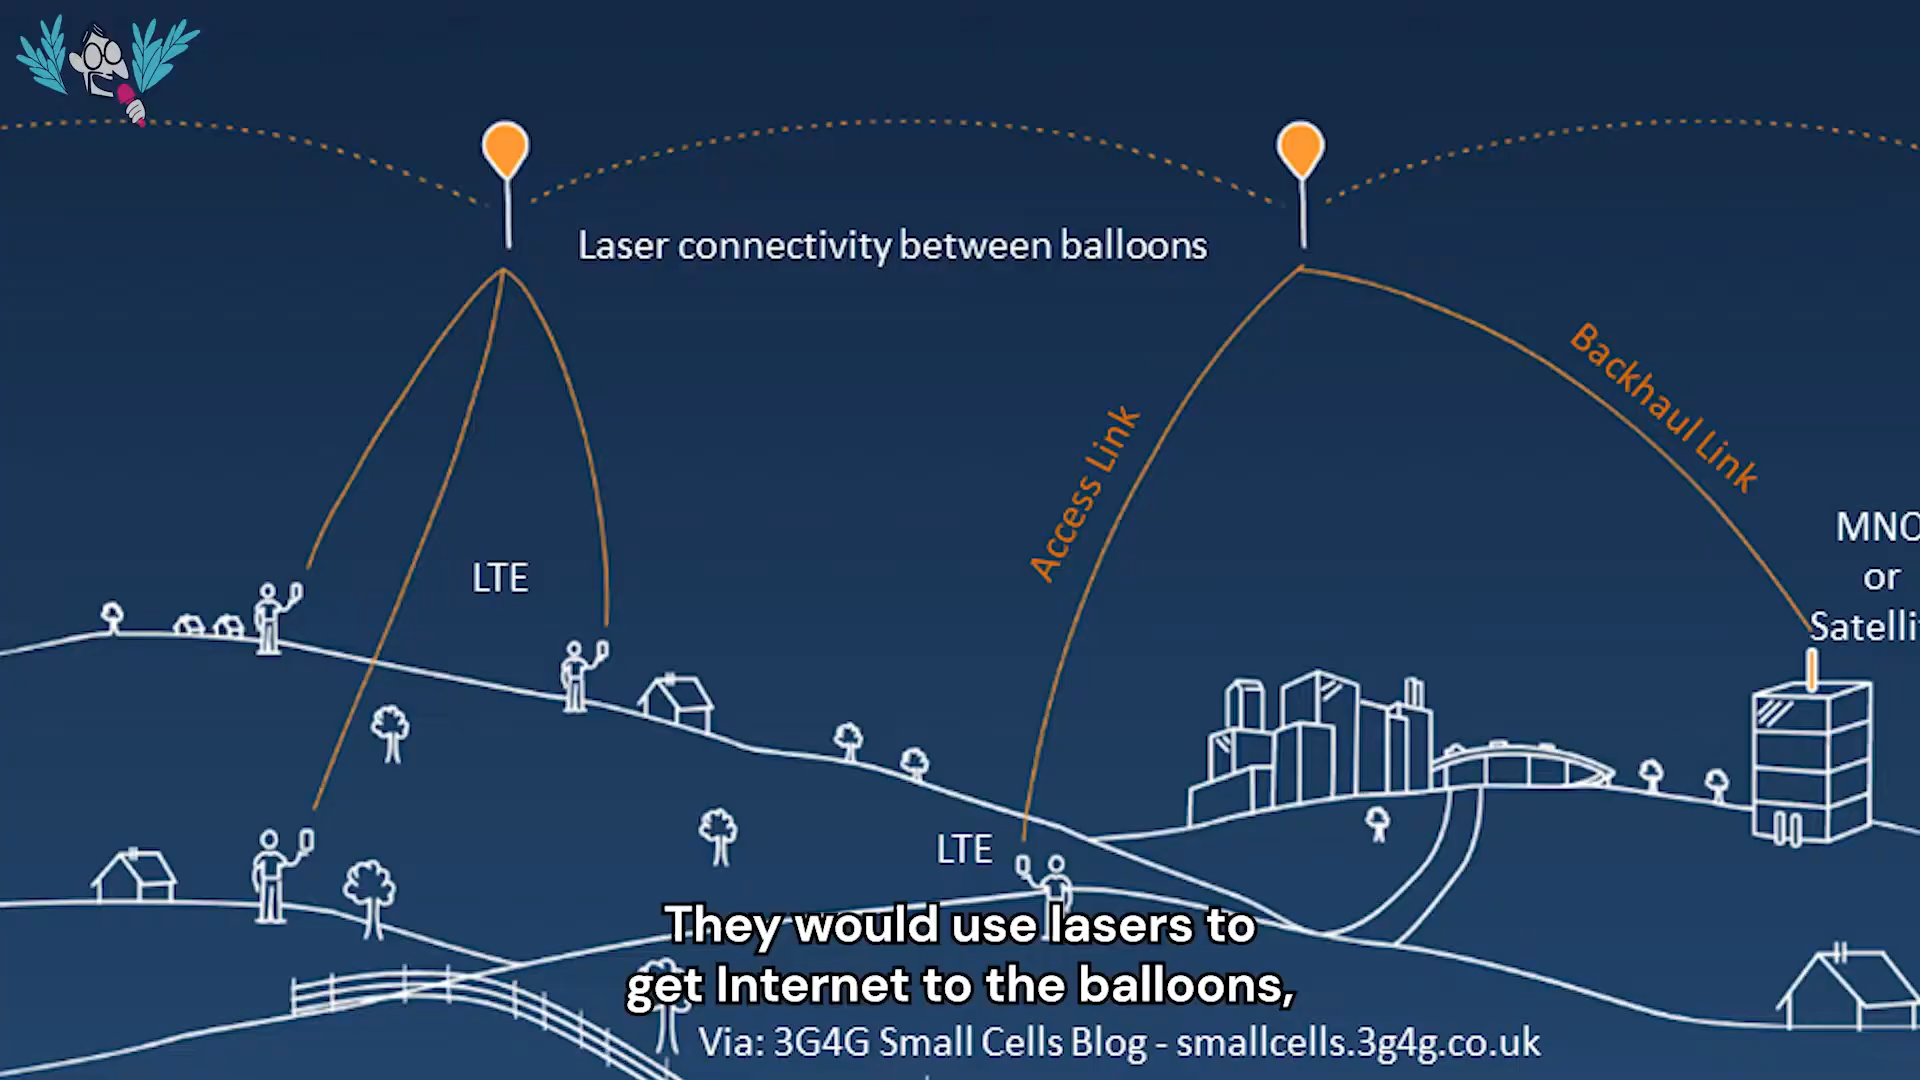 Laser connectivity between balloons
Backhaul Link
Access Link
MNO
or
LTE
LTE
They would use lasers to
get Internet to the balloons,
Via: 3G4G Small Cells Blog - smallcells.3g4g.co.uk